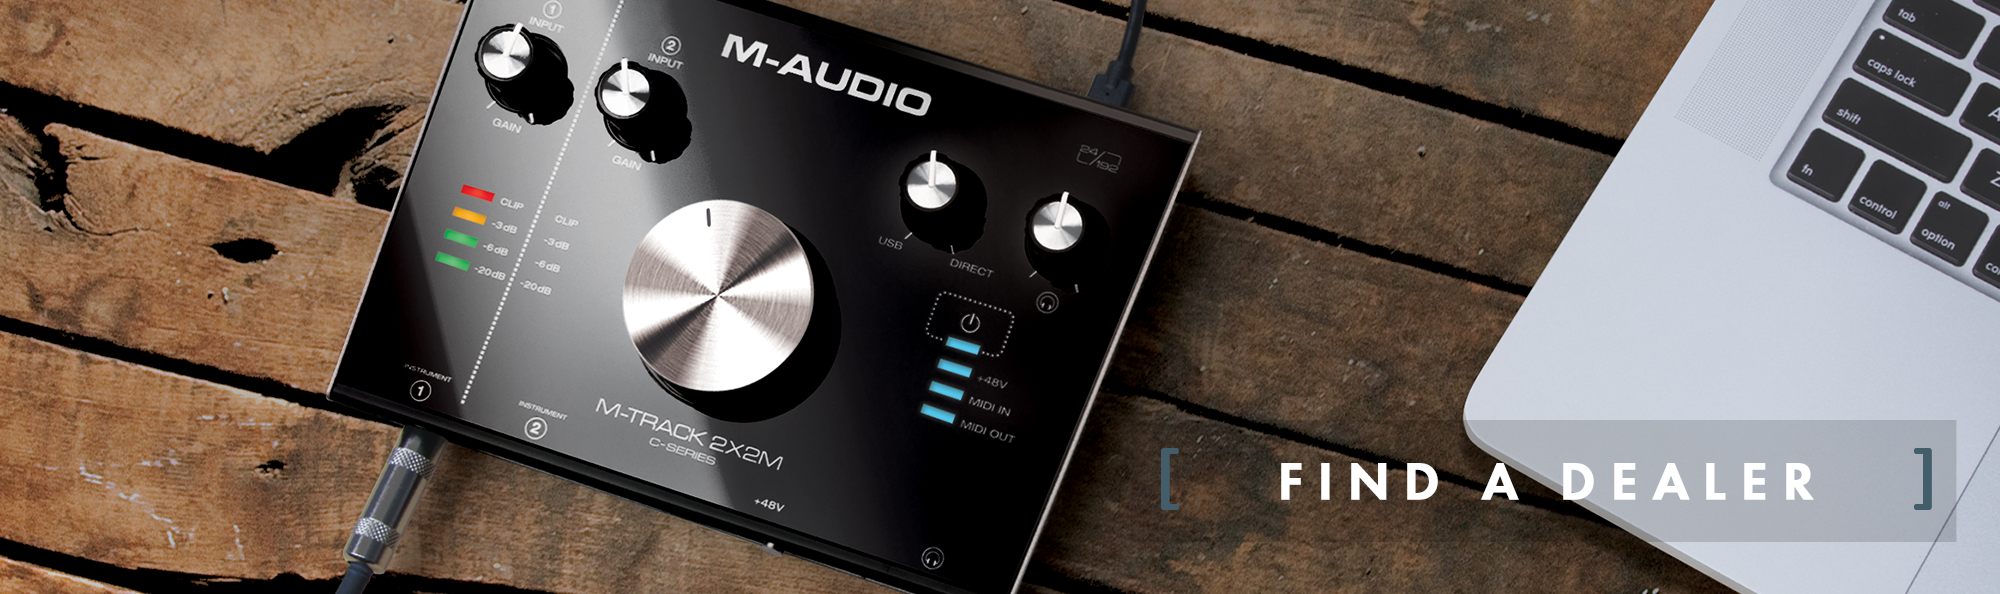 1
INPUT
GAIN
2
INPUT
GAIN
M-AUDIO
24/192
USB
DIRECT
CLIP
-3dB
-6dB
-20dB
CLIP
-3dB
-6dB
-20dB
+48V
MIDI IN
MIDI OUT
INSTRUMENT
1
INSTRUMENT
2
M-TRACK 2X2M
C-SERIES
+48V
tab
caps lock
A
shift
Z
fn
control
alt
option
[ FIND A DEALER ]